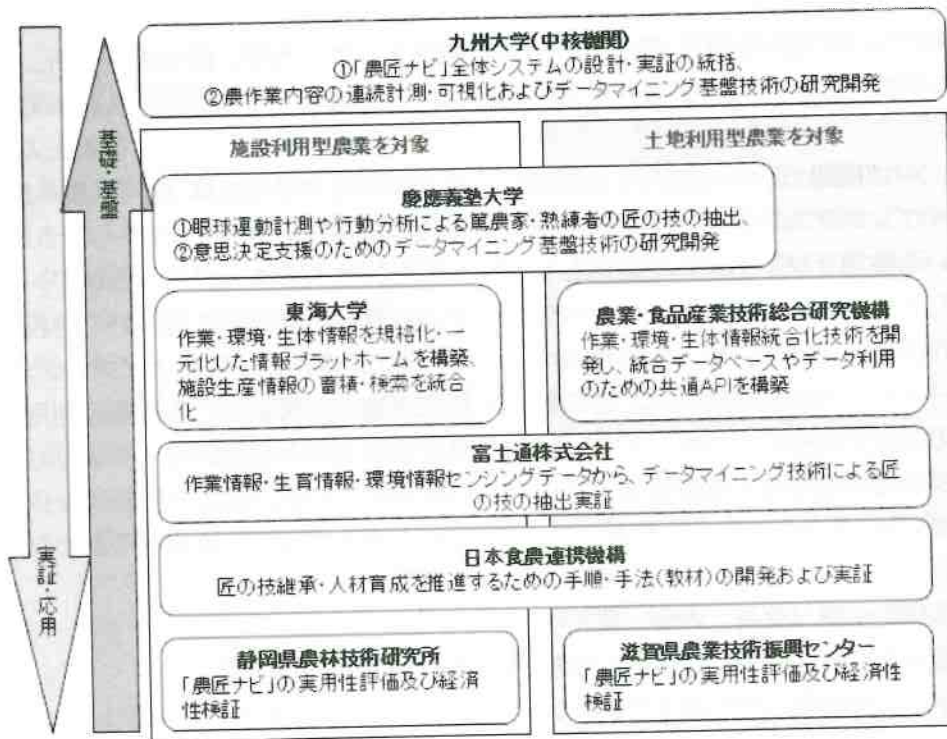 九州大学(中核機関)
①「農匠ナビ」全体システムの設計・実証の統括、
②農作業内容の連続計測・可視化およびデータマイニング基盤技術の研究開発
基礎・基盤
実証・応用
施設利用型農業を対象
土地利用型農業を対象
慶應義塾大学
①眼球運動計測や行動分析による篤農家・熟練者の匠の技の抽出、
②意思決定支援のためのデータマイニング基盤技術の研究開発
東海大学
作業・環境・生体情報を規格化・一
元化した情報プラットホームを構築、
施設生産情報の蓄積・検索を統合
化
農業・食品産業技術総合研究機構
作業・環境・生体情報統合化技術を開
発し、統合データベースやデータ利用
のための共通APIを構築
富士通株式会社
作業情報・生育情報・環境情報センシングデータから、データマイニング技術による匠
の技の抽出実証
日本食農連携機構
匠の技継承・人材育成を推進するための手順・手法(教材)の開発および実証
静岡県農林技術研究所
「農匠ナビ」の実用性評価及び経済
性検証
滋賀県農業技術振興センター
「農匠ナビ」の実用性評価及び経済性
検証